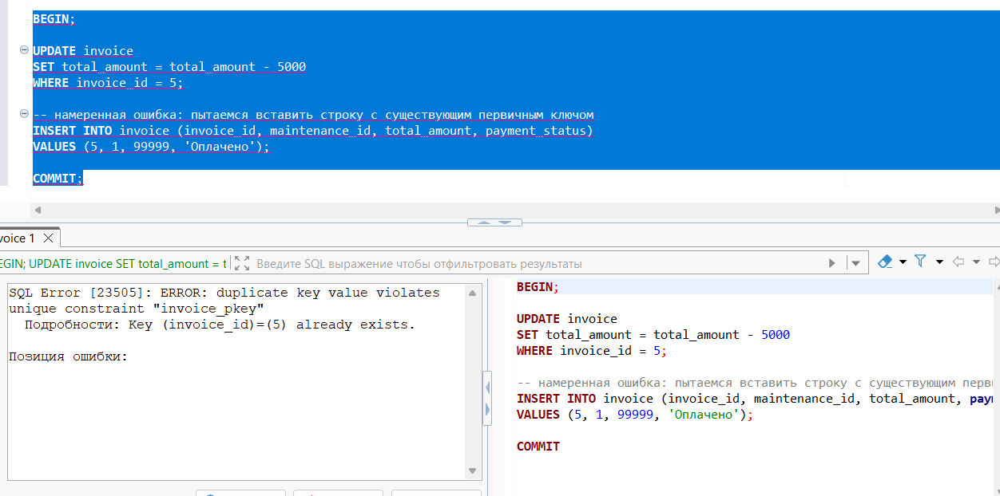 BEGIN;
UPDATE invoice
SET total_amount = total_amount - 5000
WHERE invoice_id = 5;
-- намеренная ошибка: пытаемся вставить строку с существующим первичным ключом
INSERT INTO invoice (invoice_id, maintenance_id, total_amount, payment_status)
VALUES (5, 1, 99999, 'Оплачено');
COMMIT;
voice 1
EGIN; UPDATE invoice SET total_amount = t
Введите SQL выражение чтобы отфильтровать результаты
SQL Error [23505]: ERROR: duplicate key value violates
unique constraint "invoice_pkey"
Подробности: Key (invoice_id)=(5) already exists.
Позиция ошибки:
BEGIN;
UPDATE invoice
SET total_amount = total_amount - 5000
WHERE invoice_id = 5;
-- намеренная ошибка: пытаемся вставить строку с существующим перв
INSERT INTO invoice (invoice_id, maintenance_id, total_amount, payn
VALUES (5, 1, 99999, 'Оплачено');
COMMIT